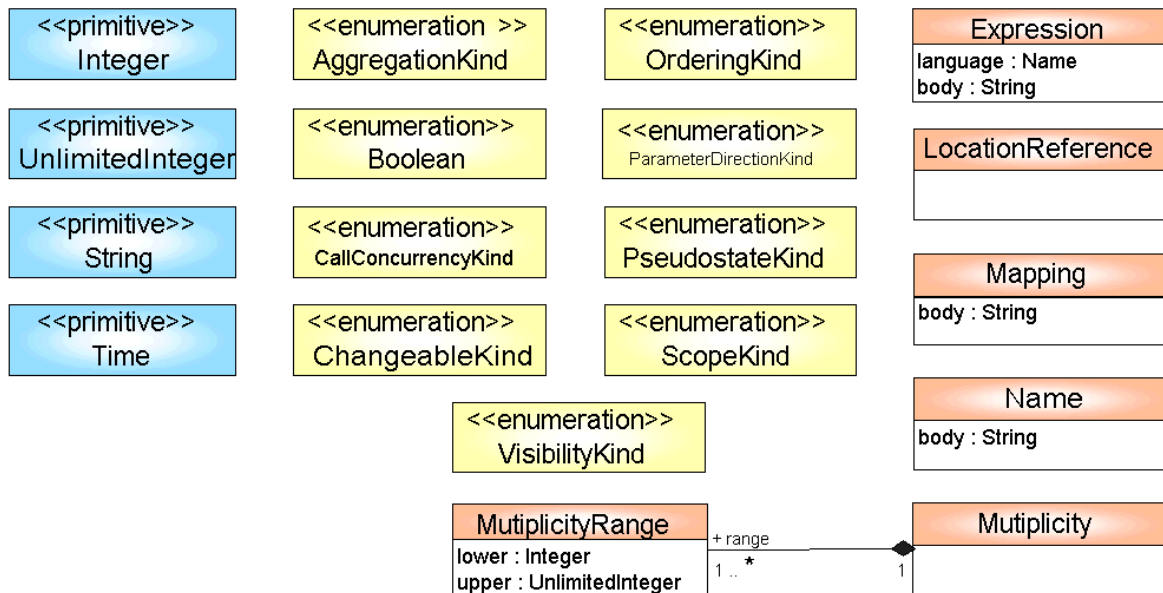 <<primitive>>
Integer
<<enumeration >>
AggregationKind
<<enumeration>>
OrderingKind
Expression
language : Name
body : String
<<primitive>>
UnlimitedInteger
<<enumeration>>
Boolean
<<enumeration>>
ParameterDirectionKind
LocationReference
<<primitive>>
String
<<enumeration>>
CallConcurrencyKind
<<enumeration>>
PseudostateKind
Mapping
body : String
<<primitive>>
Time
<<enumeration>>
ChangeableKind
<<enumeration>>
ScopeKind
Name
body : String
<<enumeration>>
VisibilityKind
MutiplicityRange
lower : Integer
upper : UnlimitedInteger
+ range
1 .. *
1
Mutiplicity